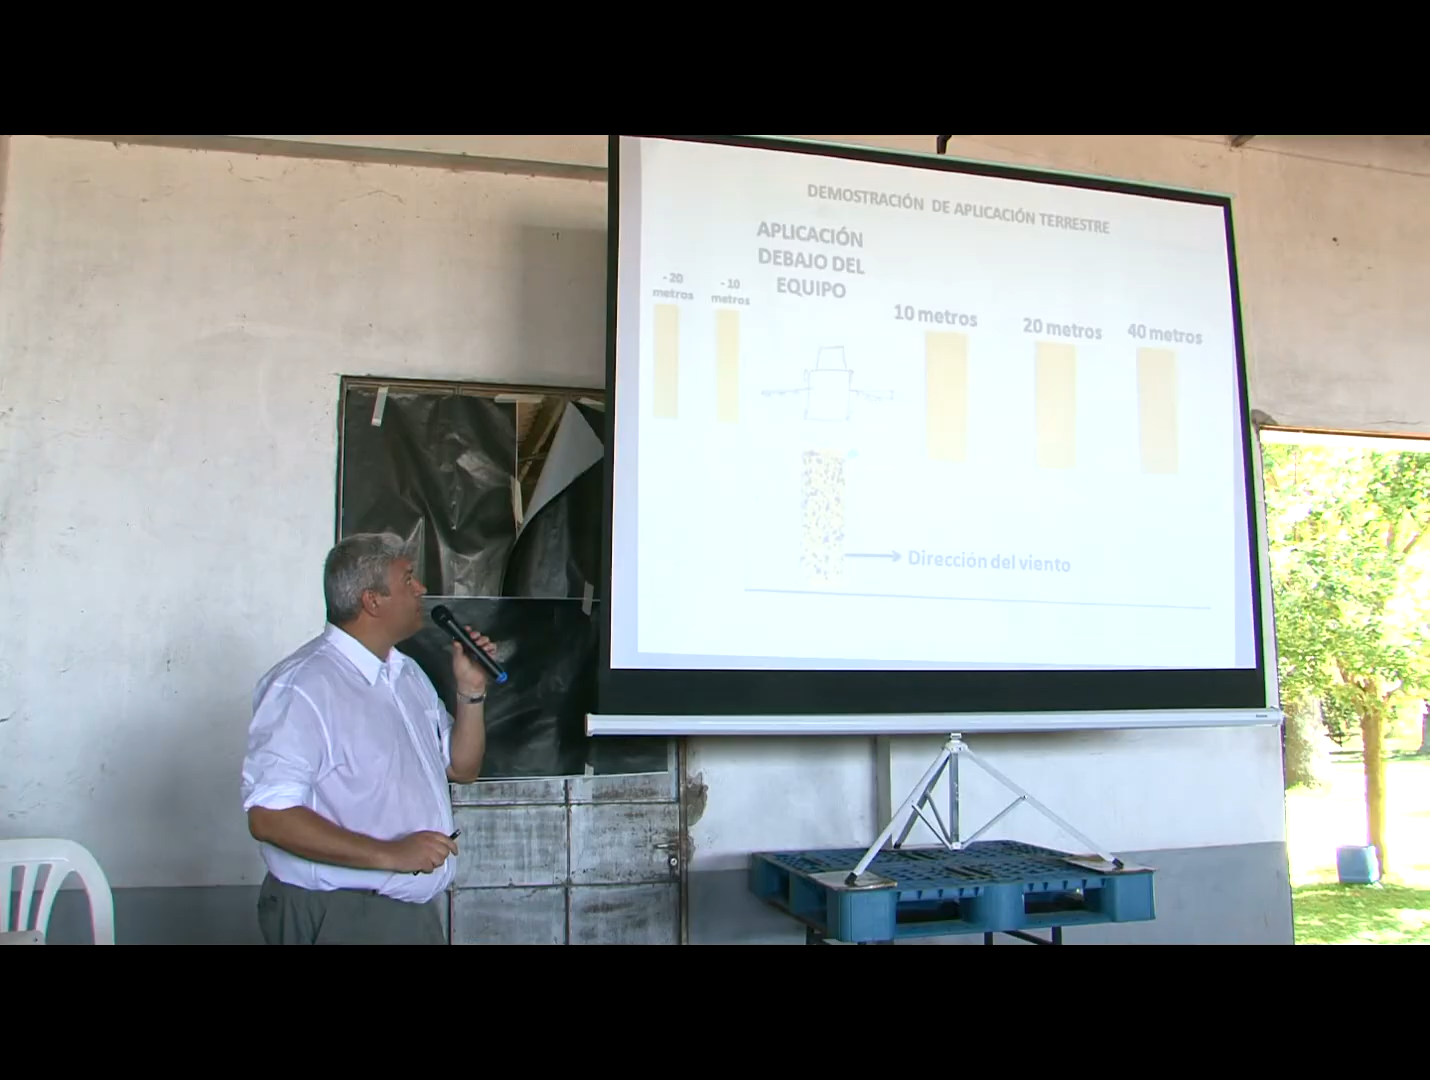 DEMOSTRACIÓN DE APLICACIÓN TERRESTRE
APLICACIÓN
DEBAJO DEL
EQUIPO
- 20
metros
- 10
metros
10 metros
20 metros
40 metros
Dirección del viento